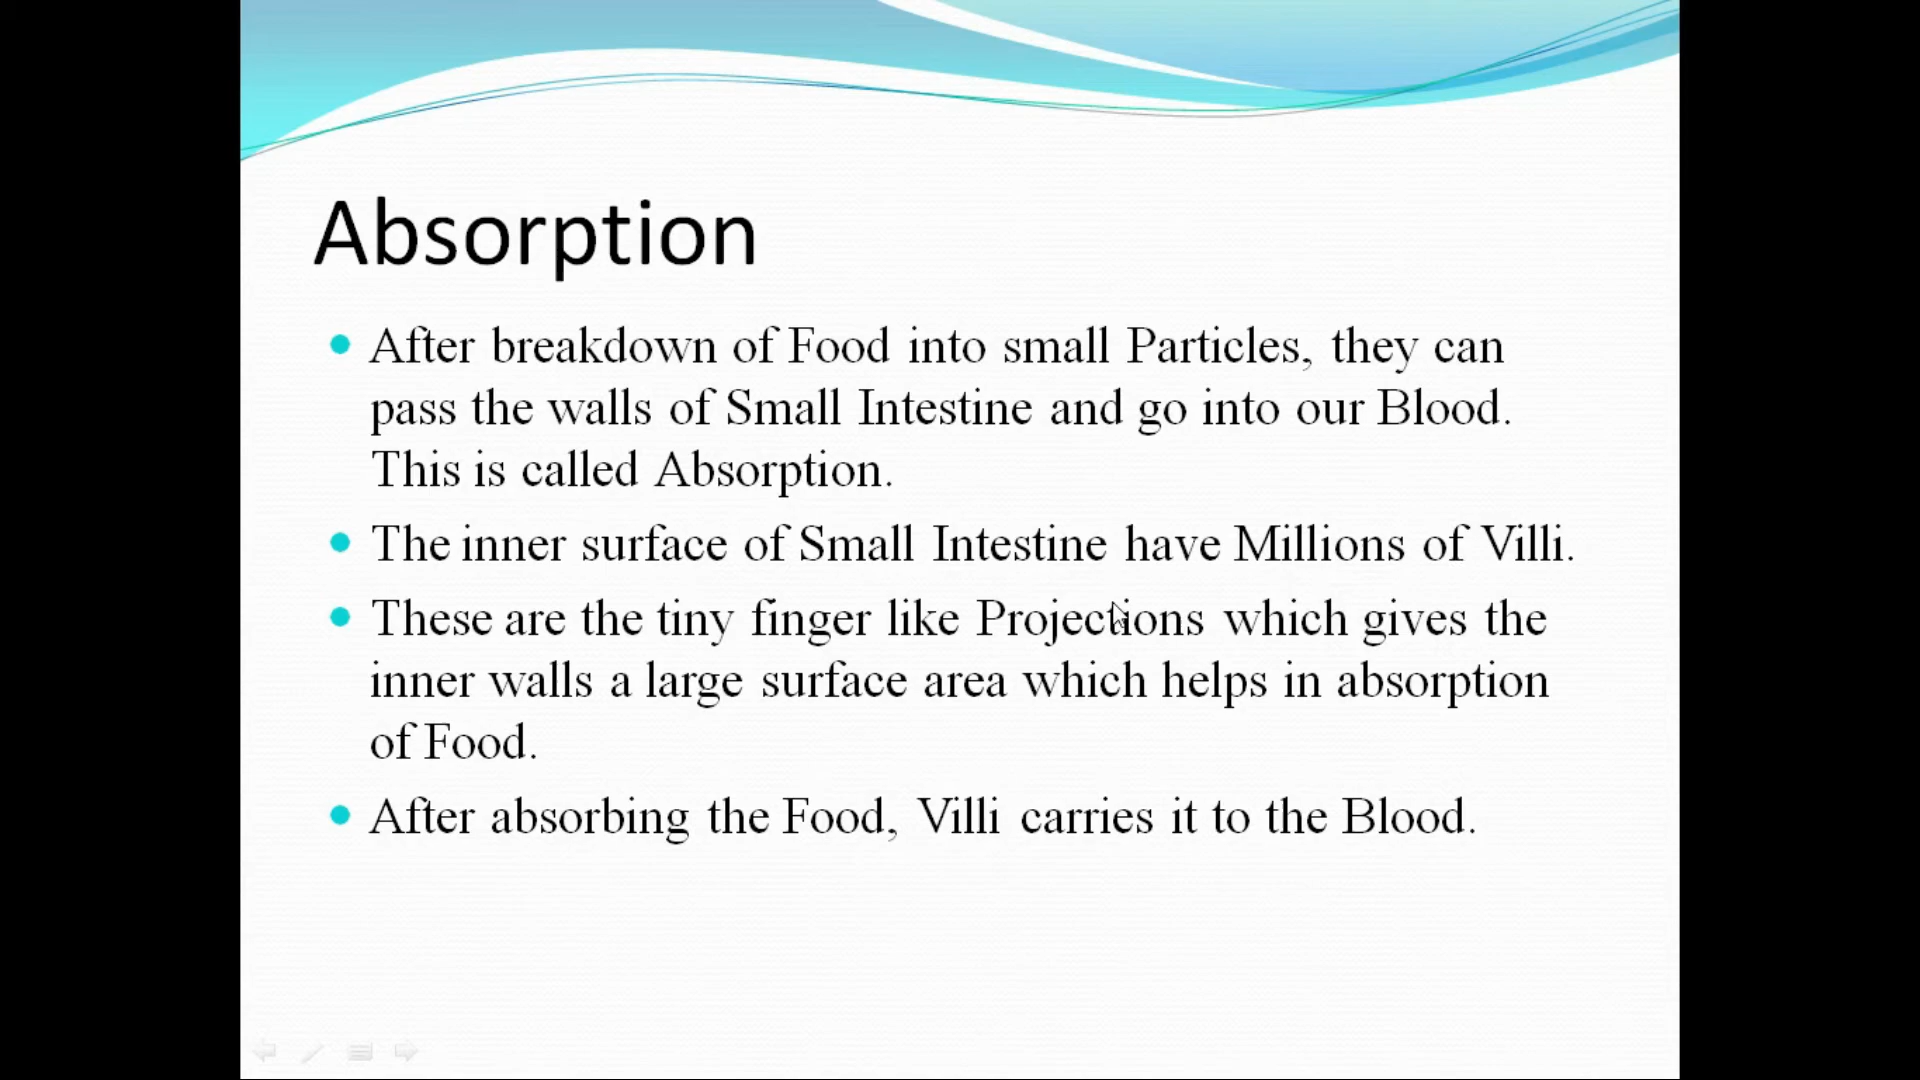 Absorption
After breakdown of Food into small Particles, they can
pass the walls of Small Intestine and go into our Blood.
This is called Absorption.
The inner surface of Small Intestine have Millions of Villi.
These are the tiny finger like Projections which gives the
inner walls a large surface area which helps in absorption
of Food.
After absorbing the Food, Villi carries it to the Blood.